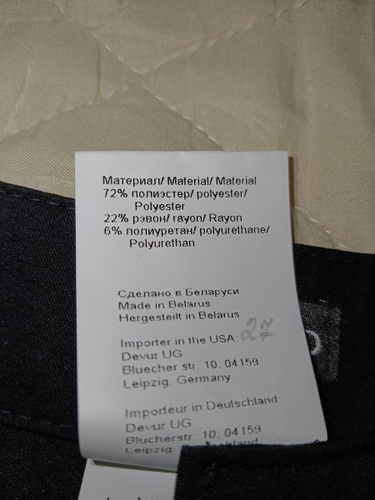 Материал/ Material/ Material:
72% полиэстер/ polyester/
Polyester
22% рэвон/ rayon/ Rayon
6% полиуретан/ polyurethane/
Polyurethan
Сделано в Беларуси
Made in Belarus
Hergestellt in Belarus
Importer in the USA 27
Devur UG
Bluecher str. 10, 04159
Leipzig, Germany
Importeur in Deutschland
Devur UG
Blucherstr. 10, 04159
Leipzig,